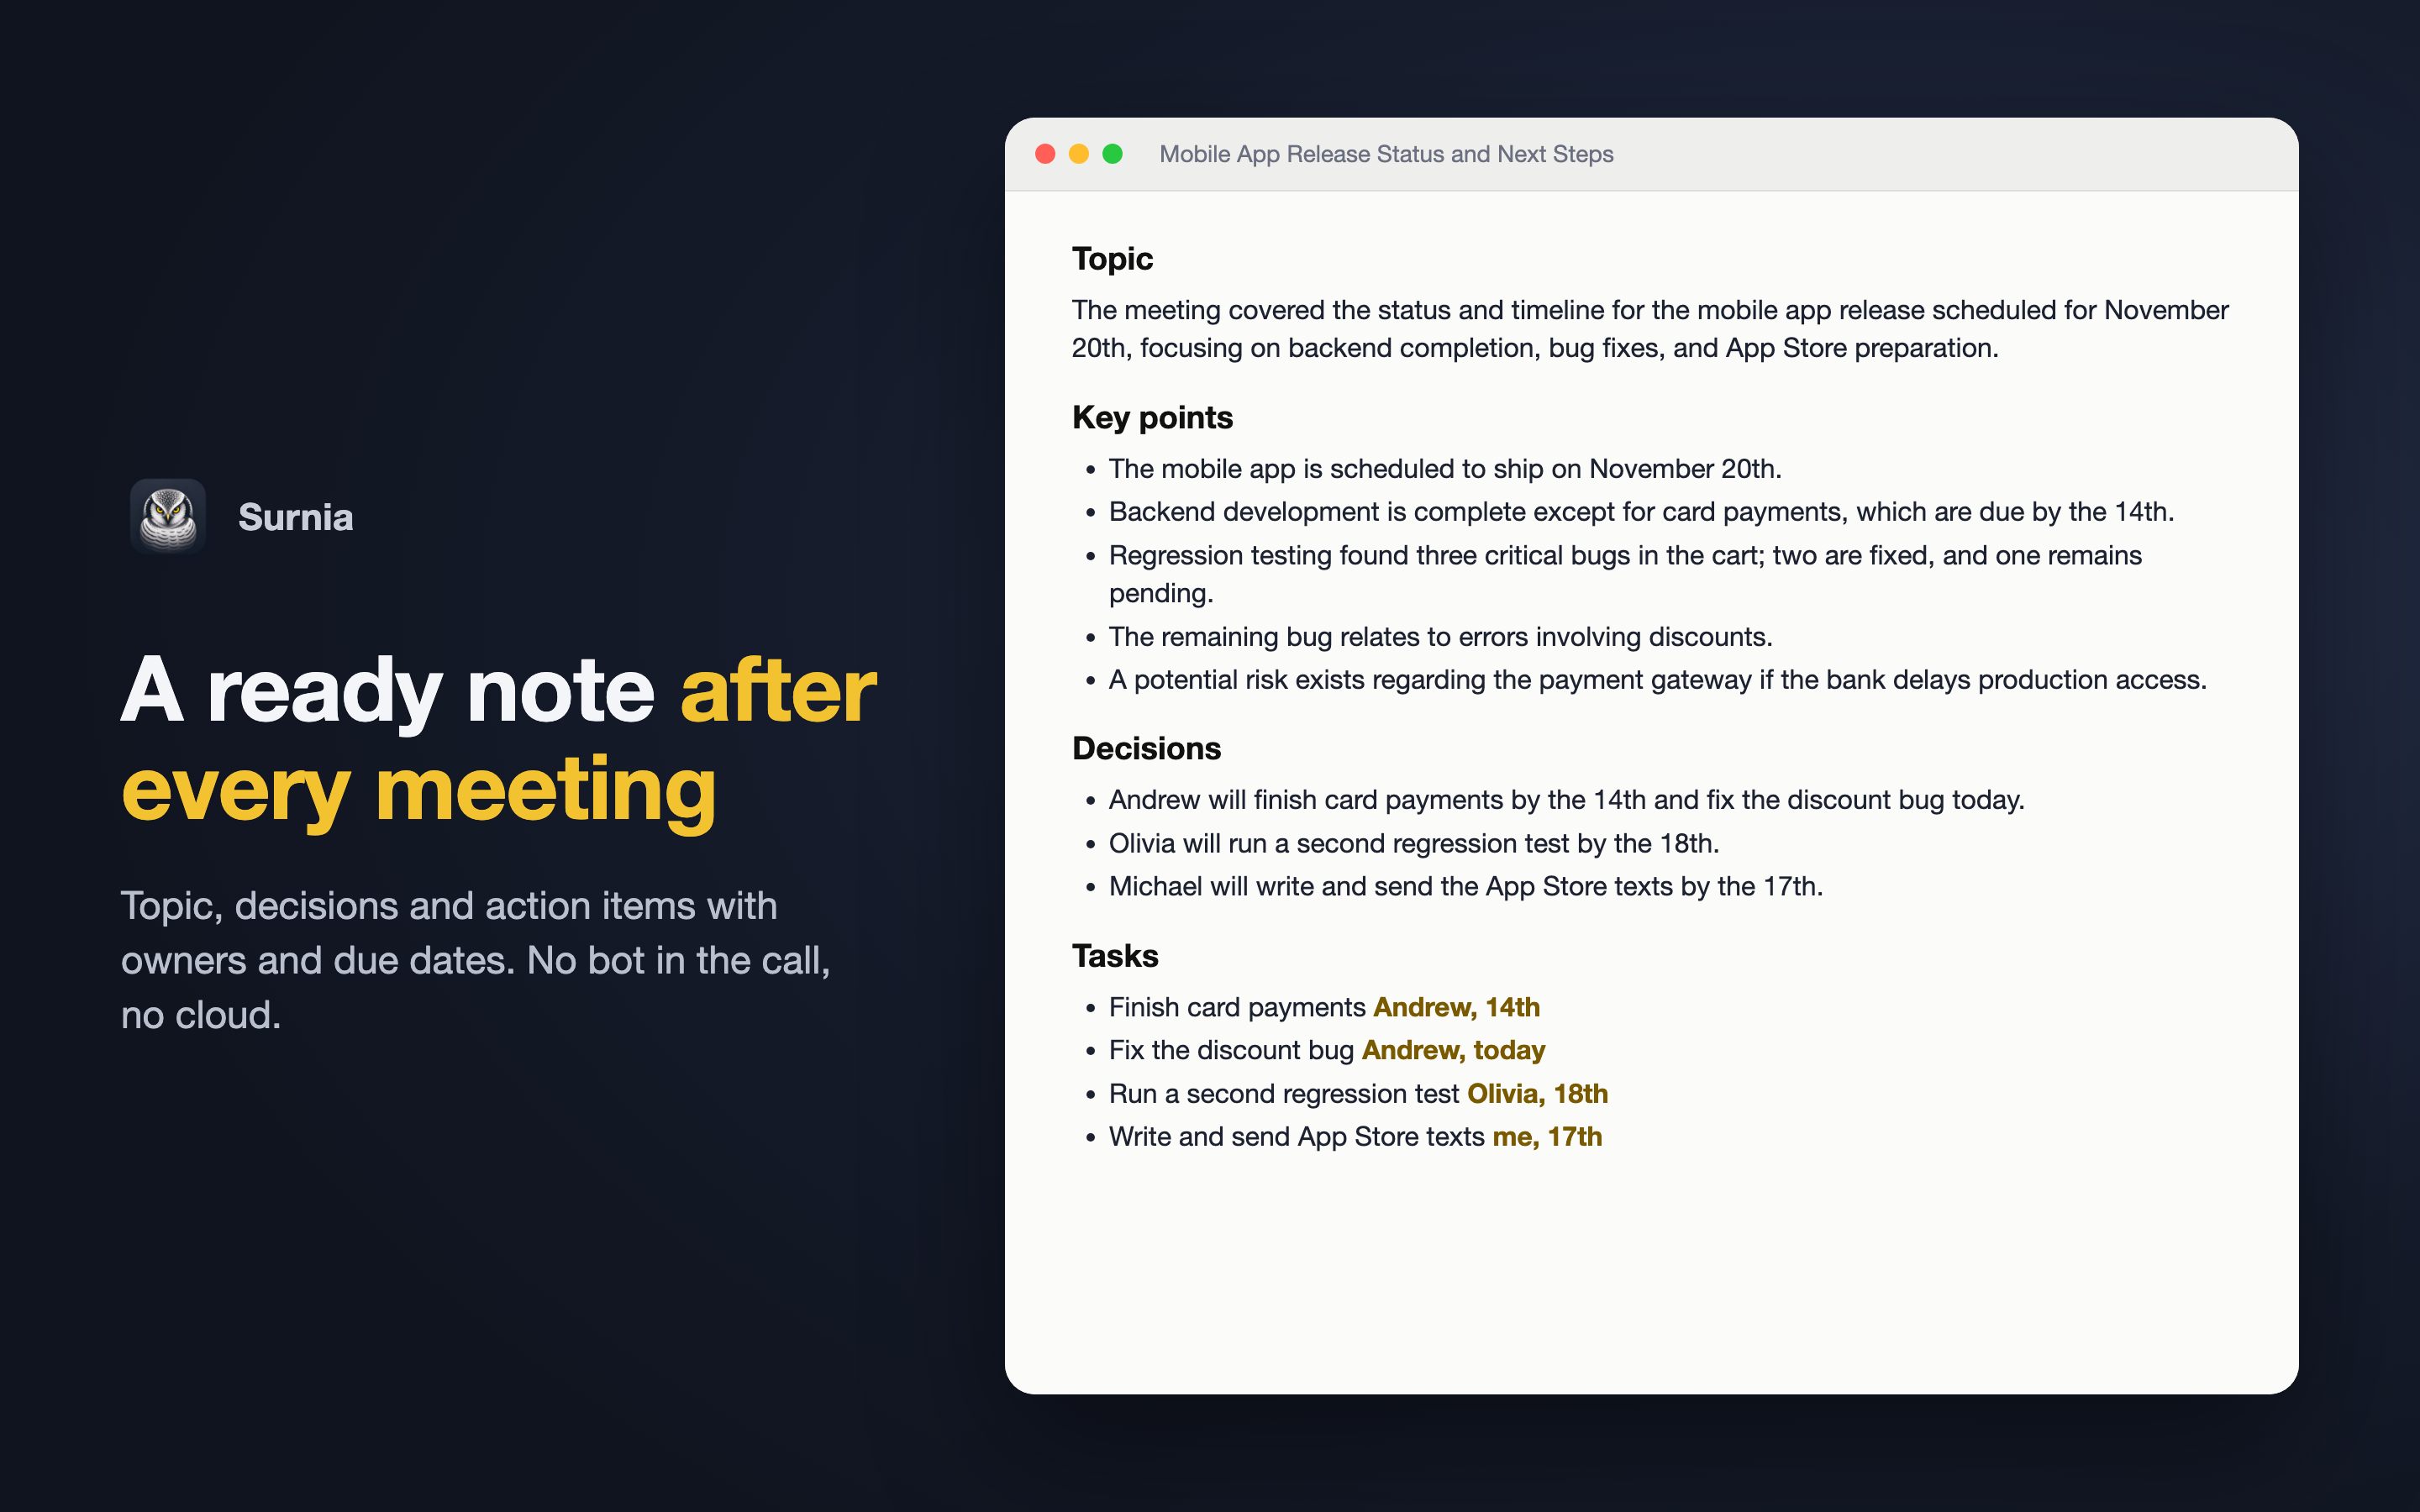 Surnia
A ready note after
every meeting
Topic, decisions and action items with
owners and due dates. No bot in the call,
no cloud.
Mobile App Release Status and Next Steps
Topic
The meeting covered the status and timeline for the mobile app release scheduled for November
20th, focusing on backend completion, bug fixes, and App Store preparation.
Key points
• The mobile app is scheduled to ship on November 20th.
• Backend development is complete except for card payments, which are due by the 14th.
• Regression testing found three critical bugs in the cart; two are fixed, and one remains
pending.
• The remaining bug relates to errors involving discounts.
• A potential risk exists regarding the payment gateway if the bank delays production access.
Decisions
• Andrew will finish card payments by the 14th and fix the discount bug today.
• Olivia will run a second regression test by the 18th.
• Michael will write and send the App Store texts by the 17th.
Tasks
• Finish card payments Andrew, 14th
• Fix the discount bug Andrew, today
• Run a second regression test Olivia, 18th
• Write and send App Store texts me, 17th